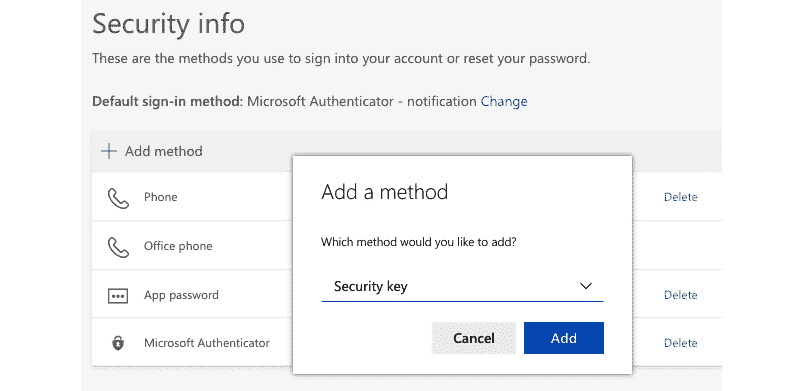 Security info
These are the methods you use to sign into your account or reset your password.
Default sign-in method: Microsoft Authenticator - notification Change
Add method
Add a method
Which method would you like to add?
Security key
Cancel Add
Phone Delete
Office phone
App password Delete
Microsoft Authenticator Delete